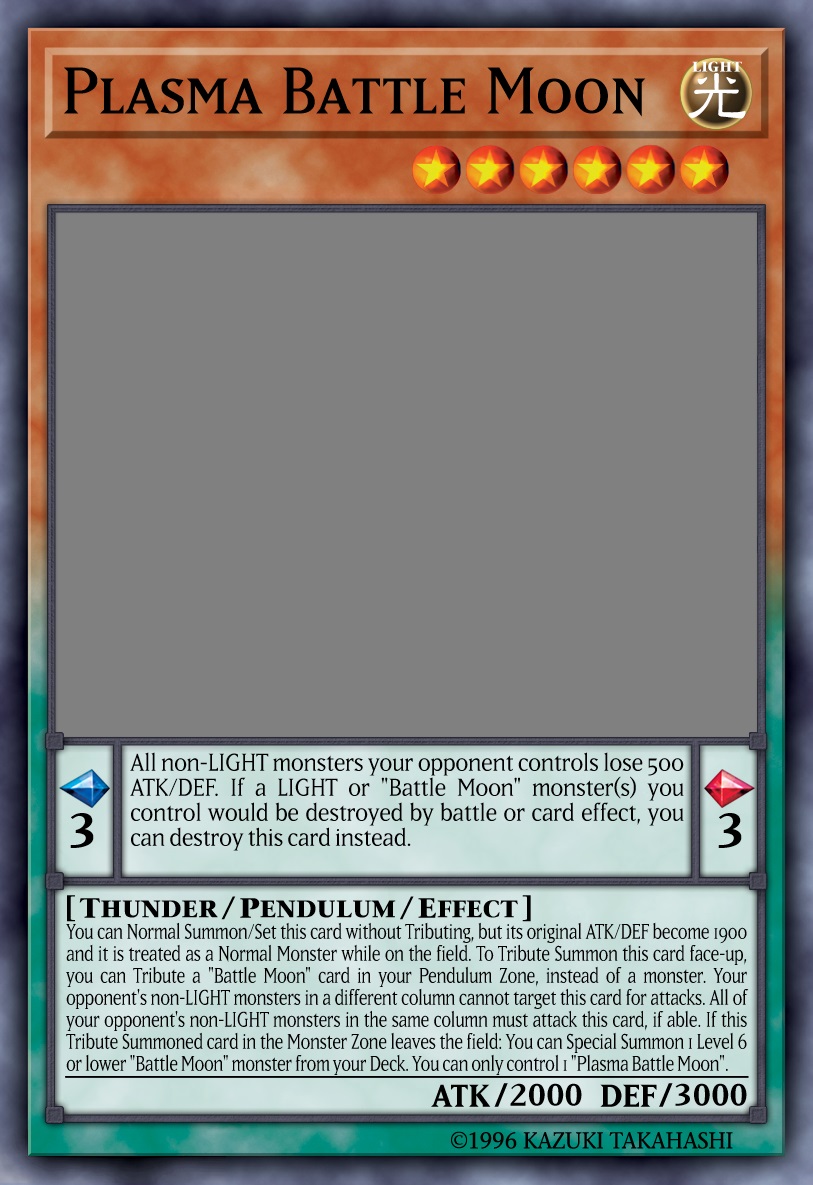 PLASMA BATTLE MOON
LIGHT
光
All non-LIGHT monsters your opponent controls lose 500
ATK/DEF. If a LIGHT or "Battle Moon" monster(s) you
control would be destroyed by battle or card effect, you
can destroy this card instead.
3
3
[ THUNDER / PENDULUM / EFFECT ]
You can Normal Summon/Set this card without Tributing, but its original ATK/DEF become 1900
and it is treated as a Normal Monster while on the field. To Tribute Summon this card face-up,
you can Tribute a "Battle Moon" card in your Pendulum Zone, instead of a monster. Your
opponent's non-LIGHT monsters in a different column cannot target this card for attacks. All of
your opponent's non-LIGHT monsters in the same column must attack this card, if able. If this
Tribute Summoned card in the Monster Zone leaves the field: You can Special Summon 1 Level 6
or lower "Battle Moon" monster from your Deck. You can only control 1 "Plasma Battle Moon".
ATK/2000 DEF/3000
©1996 KAZUKI TAKAHASHI